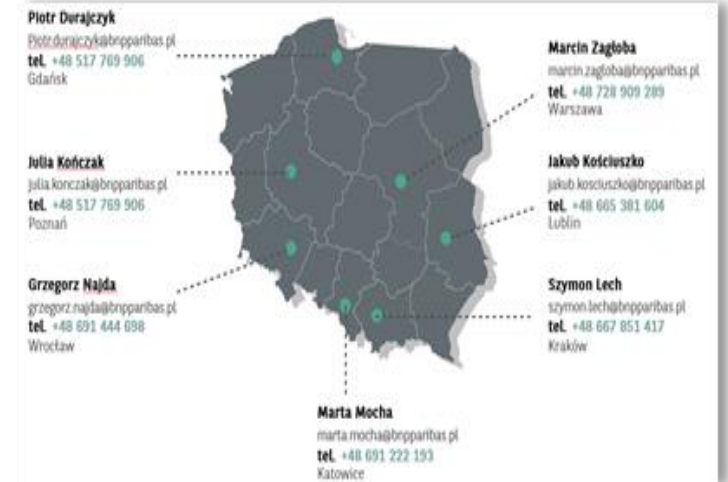 Piotr Durajczyk
Piotr.durajczyk@bnpparibas.pl
tel. +48 517 769 906
Gdańsk
Marcin Zagłoba
marcin.zagloba@bnpparibas.pl
tel. +48 728 909 289
Warszawa
Julia Kończak
julia.konczak@bnpparibas.pl
tel. +48 517 769 906
Poznań
Jakub Kościuszko
jakub.kosciuszko@bnpparibas.pl
tel. +48 665 381 604
Lublin
Grzegorz Najda
grzegorz.najda@bnpparibas.pl
tel. +48 691 444 698
Wrocław
Szymon Lech
szymon.lech@bnpparibas.pl
tel. +48 667 851 417
Kraków
Marta Mocha
marta.mocha@bnpparibas.pl
tel. +48 691 222 193
Katowice